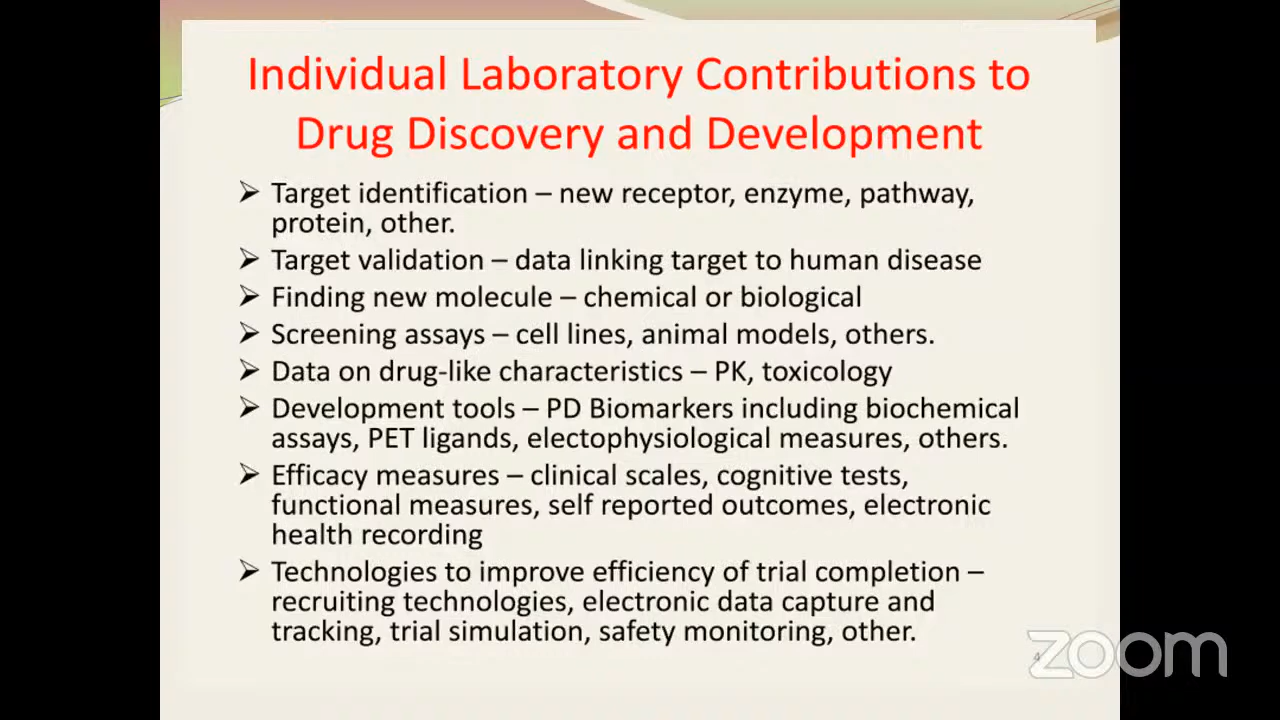 Individual Laboratory Contributions to
Drug Discovery and Development
➢ Target identification – new receptor, enzyme, pathway,
protein, other.
➢ Target validation – data linking target to human disease
➢ Finding new molecule – chemical or biological
➢ Screening assays – cell lines, animal models, others.
➢ Data on drug-like characteristics – PK, toxicology
➢ Development tools – PD Biomarkers including biochemical
assays, PET ligands, electophysiological measures, others.
➢ Efficacy measures – clinical scales, cognitive tests,
functional measures, self reported outcomes, electronic
health recording
➢ Technologies to improve efficiency of trial completion –
recruiting technologies, electronic data capture and
tracking, trial simulation, safety monitoring, other.
4
zoom